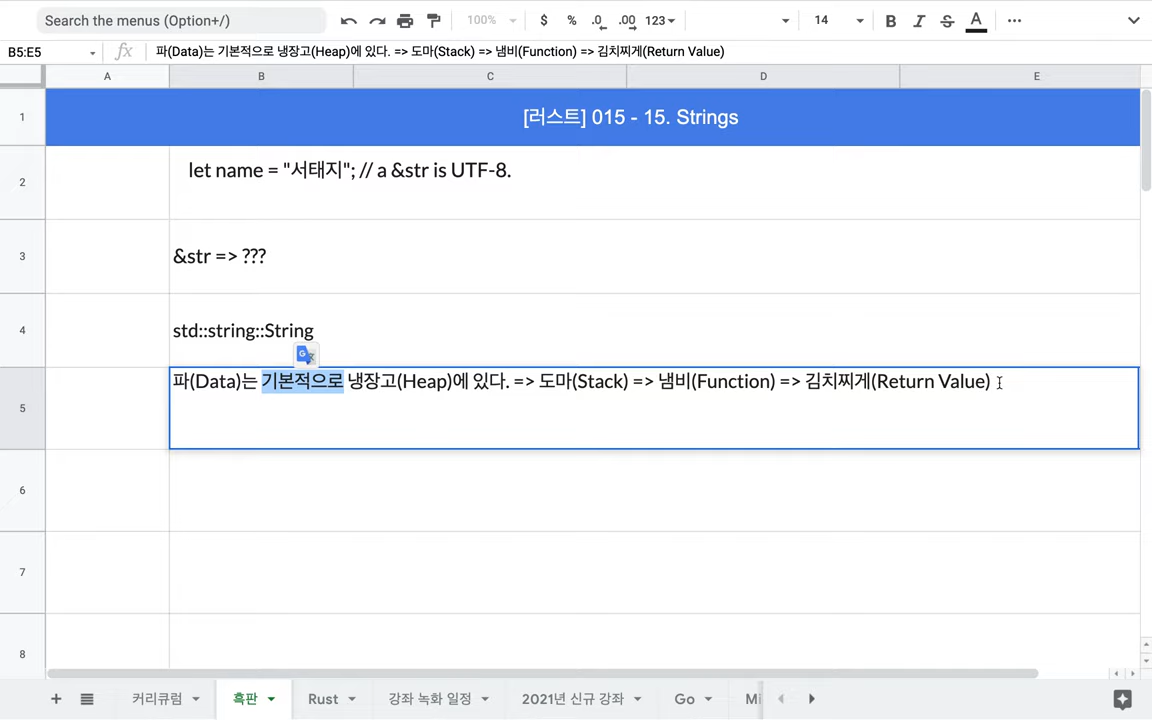 Search the menus (Option+/)
100%
$ % .0 .00 123
14
B I S A
B5:E5
fx
파(Data)는 기본적으로 냉장고(Heap)에 있다. => 도마(Stack) => 냄비(Function) => 김치찌게(Return Value)
A B C D E
1
[러스트] 015 - 15. Strings
2
let name = "서태지"; // a &str is UTF-8.
3
&str => ???
4
std::string::String
5
파(Data)는 기본적으로 냉장고(Heap)에 있다. => 도마(Stack) => 냄비(Function) => 김치찌게(Return Value)
6
7
8
커리큘럼 흑판 Rust 강좌 녹화 일정 2021년 신규 강좌 Go